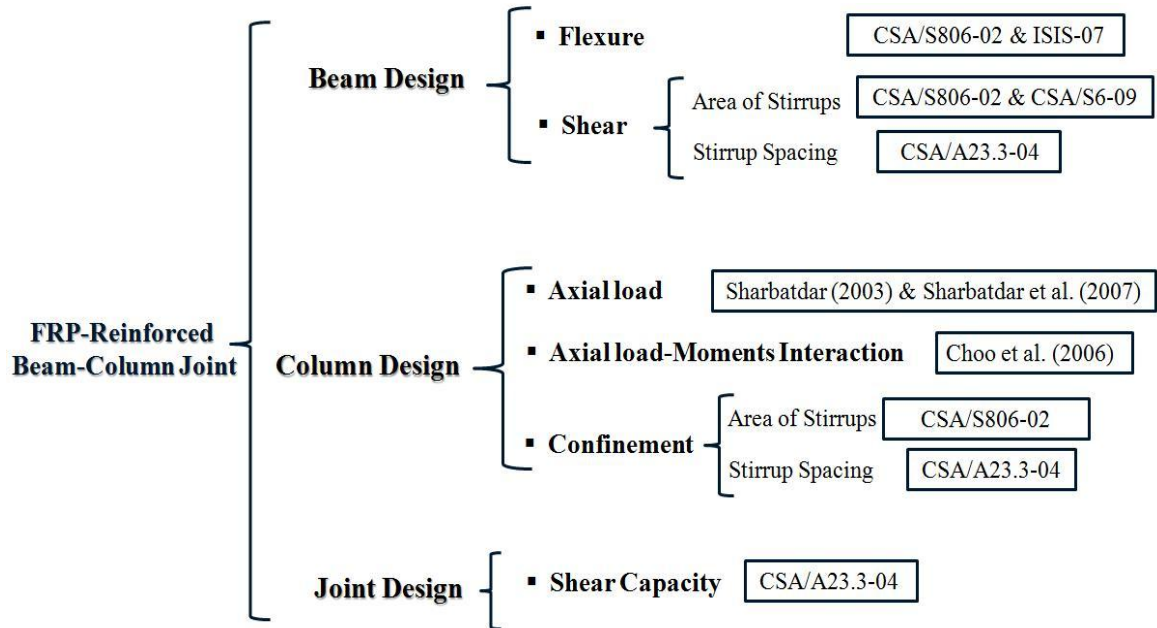 FRP-Reinforced
Beam-Column Joint
Beam Design
▪ Flexure
CSA/S806-02 & ISIS-07
▪ Shear
Area of Stirrups
CSA/S806-02 & CSA/S6-09
Stirrup Spacing
CSA/A23.3-04
Column Design
▪ Axial load
Sharbatdar (2003) & Sharbatdar et al. (2007)
▪ Axial load-Moments Interaction
Choo et al. (2006)
▪ Confinement
Area of Stirrups
CSA/S806-02
Stirrup Spacing
CSA/A23.3-04
Joint Design
▪ Shear Capacity
CSA/A23.3-04